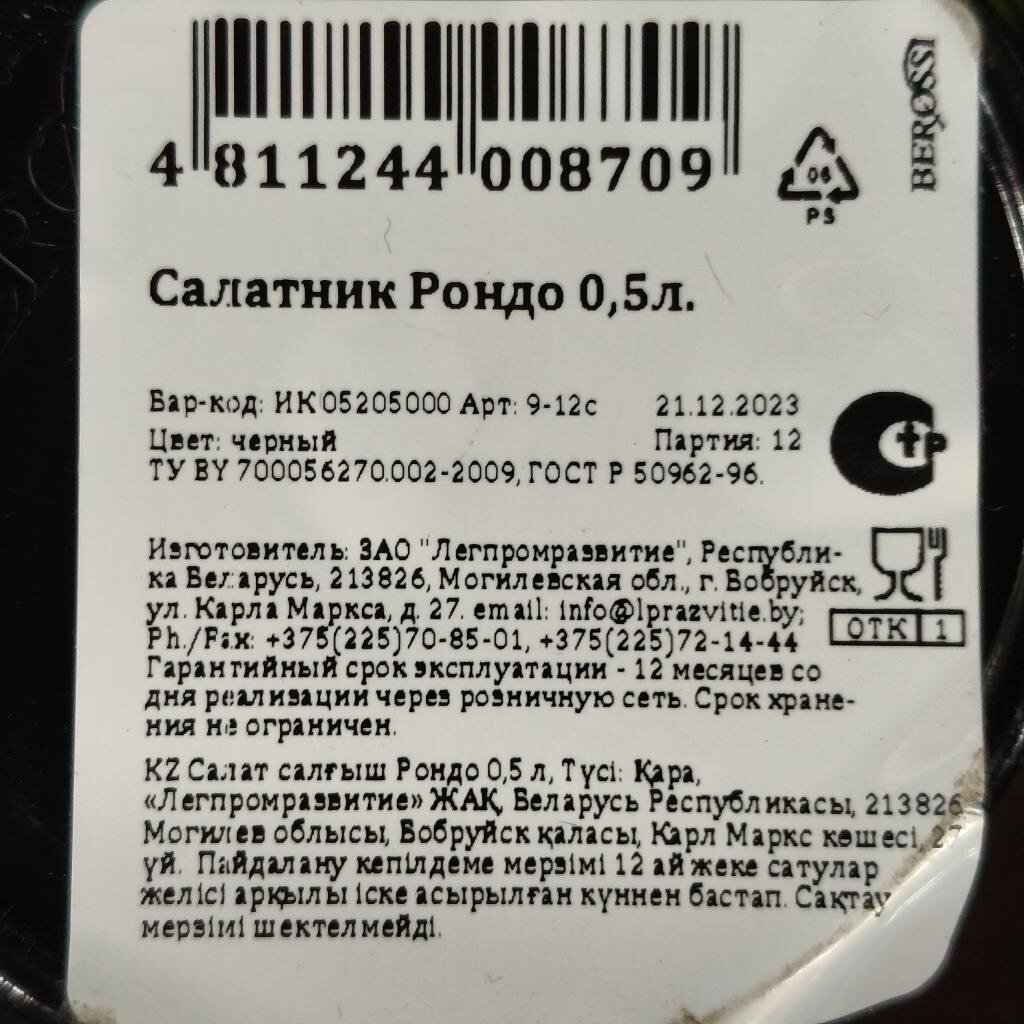 4 811244 008709
06
PS
BEROSSI
Салатник Рондо 0,5л.
Бар-код: ИК05205000 Арт: 9-12с 21.12.2023
Цвет: черный Партия: 12
ТУ BY 700056270.002-2009, ГОСТ Р 50962-96.
Изготовитель: ЗАО "Легпромразвитие", Республи-
ка Беларусь, 213826, Могилевская обл., г. Бобруйск,
ул. Карла Маркса, д. 27. email: info@lprazvitie.by;
Ph./Fax: +375(225)70-85-01, +375(225)72-14-44
ОТК 1
Гарантийный срок эксплуатации - 12 месяцев со
дня реализации через розничную сеть. Срок хране-
ния не ограничен.
KZ Салат салғыш Рондо 0,5 л, Түсі: Қара,
«Легпромразвитие» ЖАҚ, Беларусь Республикасы, 213826
Могилев облысы, Бобруйск қаласы, Карл Маркс көшесі, 27
үй. Пайдалану кепілдеме мерзімі 12 ай жеке сатулар
желісі арқылы іске асырылған күннен бастап. Сақтау
мерзімі шектелмейді.